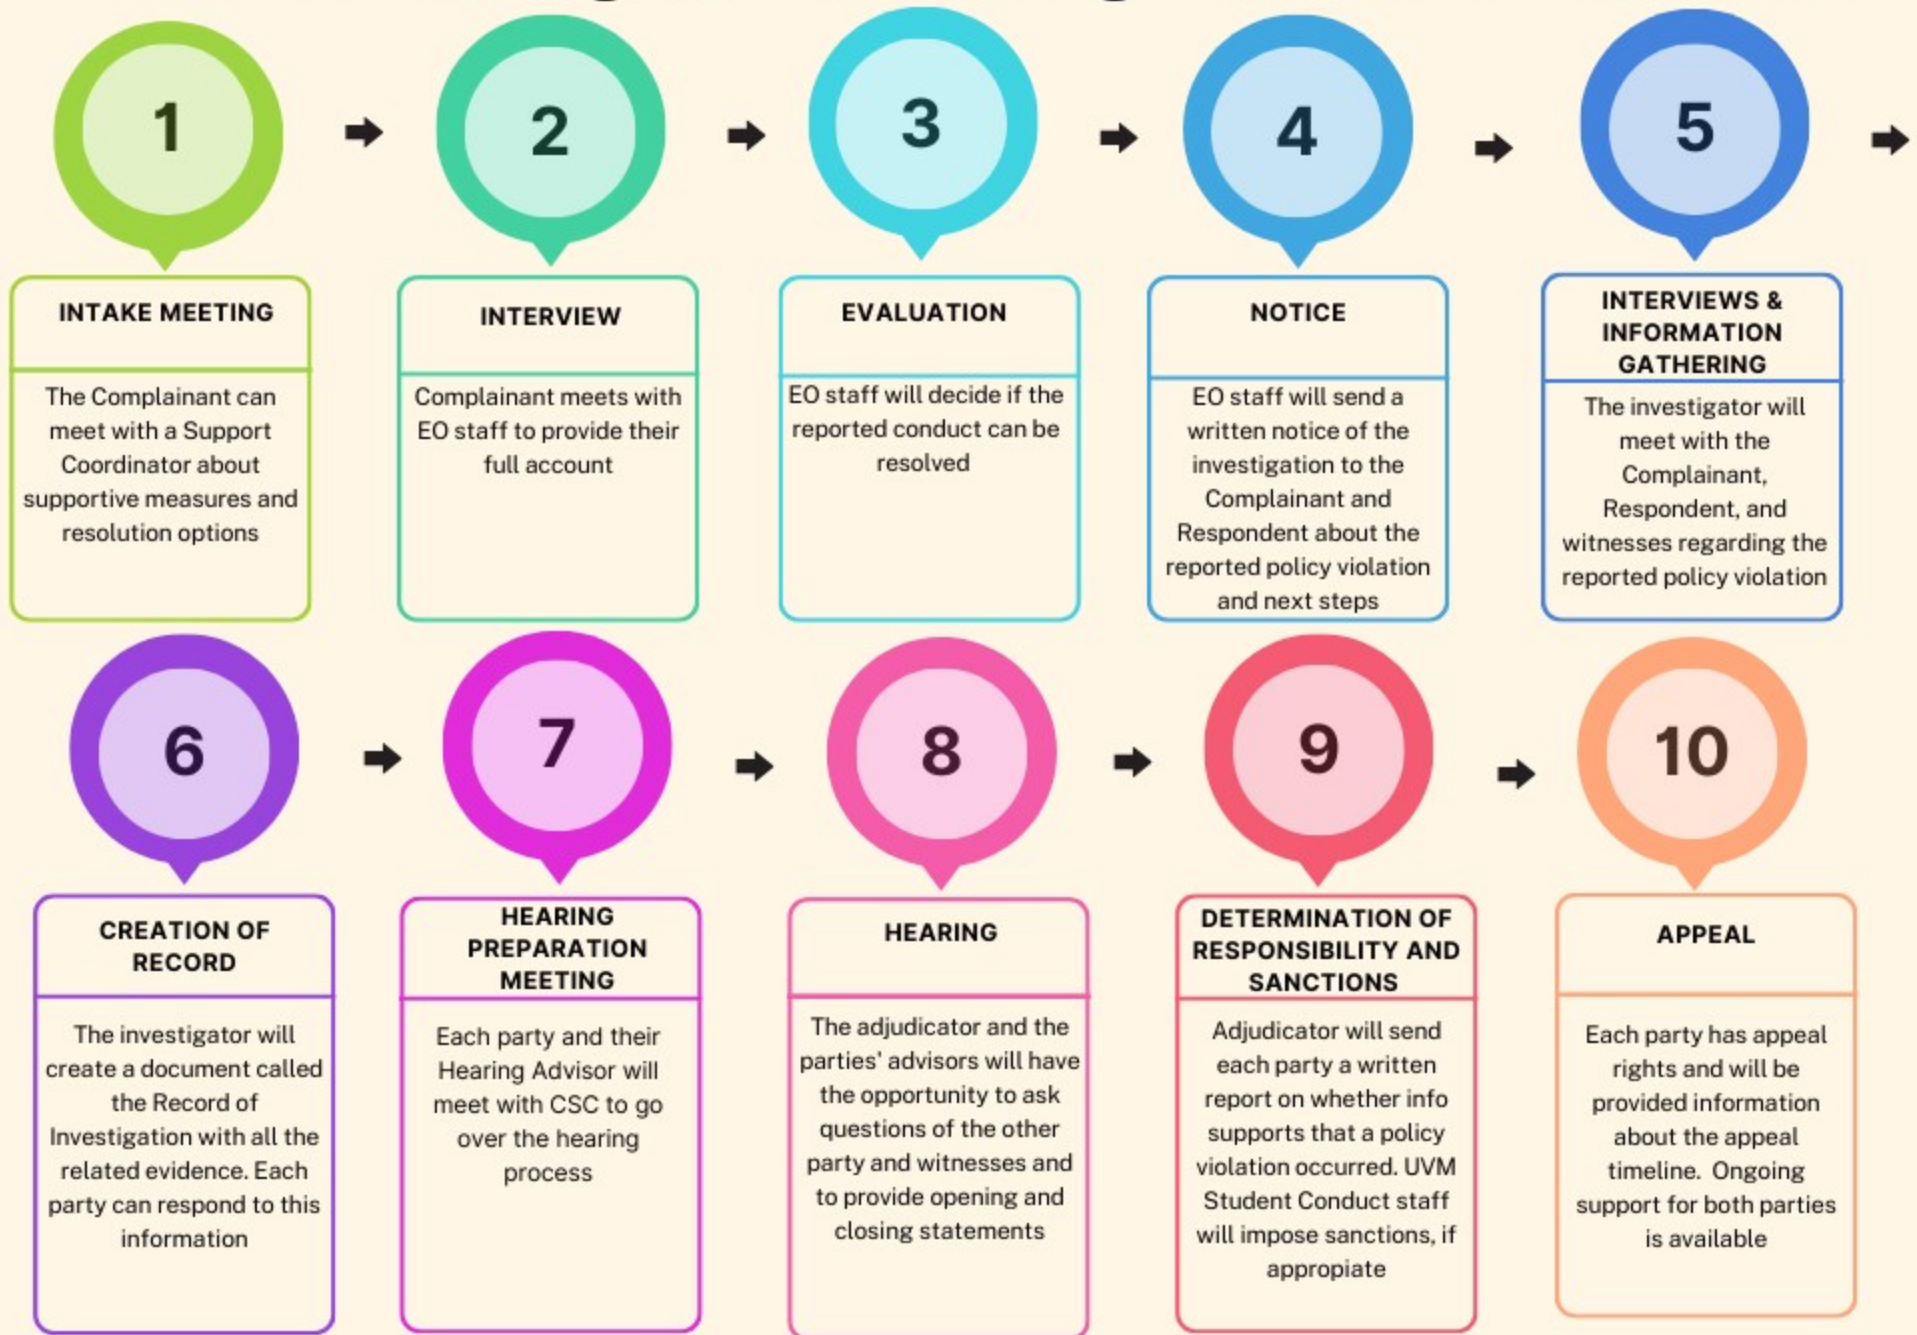 1
INTAKE MEETING
The Complainant can
meet with a Support
Coordinator about
supportive measures and
resolution options
2
INTERVIEW
Complainant meets with
EO staff to provide their
full account
3
EVALUATION
EO staff will decide if the
reported conduct can be
resolved
4
NOTICE
EO staff will send a
written notice of the
investigation to the
Complainant and
Respondent about the
reported policy violation
and next steps
5
INTERVIEWS &
INFORMATION
GATHERING
The investigator will
meet with the
Complainant,
Respondent, and
witnesses regarding the
reported policy violation
6
CREATION OF
RECORD
The investigator will
create a document called
the Record of
Investigation with all the
related evidence. Each
party can respond to this
information
7
HEARING
PREPARATION
MEETING
Each party and their
Hearing Advisor will
meet with CSC to go
over the hearing
process
8
HEARING
The adjudicator and the
parties' advisors will have
the opportunity to ask
questions of the other
party and witnesses and
to provide opening and
closing statements
9
DETERMINATION OF
RESPONSIBILITY AND
SANCTIONS
Adjudicator will send
each party a written
report on whether info
supports that a policy
violation occurred. UVM
Student Conduct staff
will impose sanctions, if
appropiate
10
APPEAL
Each party has appeal
rights and will be
provided information
about the appeal
timeline. Ongoing
support for both parties
is available